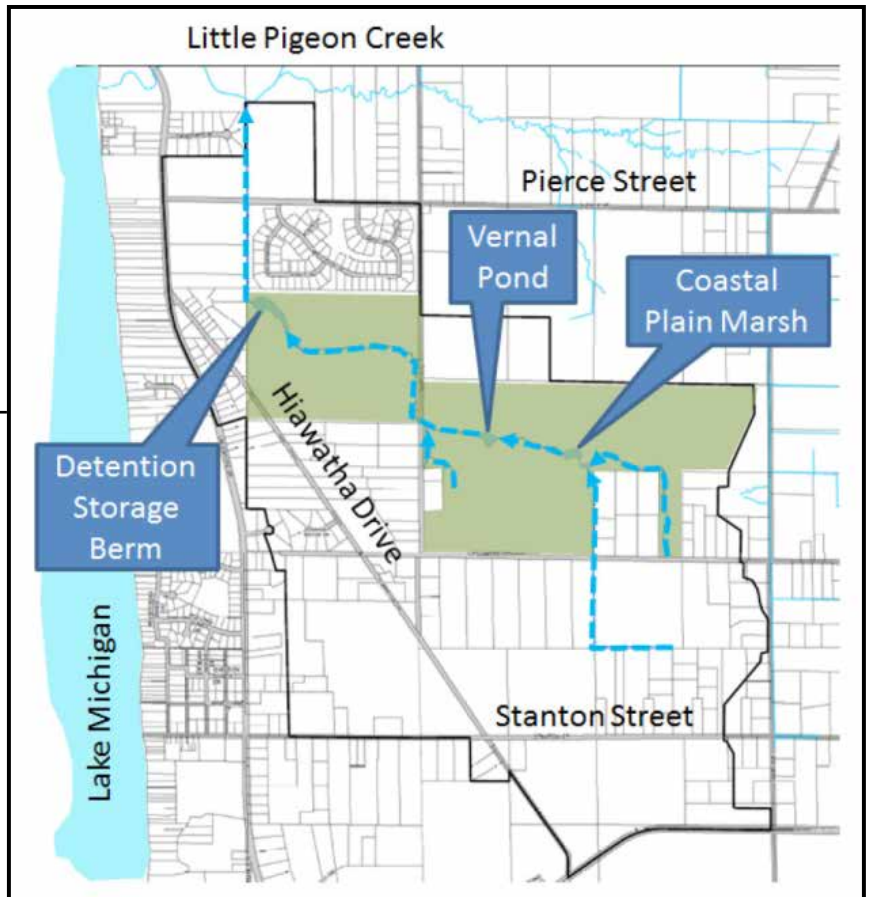 Little Pigeon Creek
Pierce Street
Vernal
Pond
Coastal
Plain Marsh
Hiawatha Drive
Detention
Storage
Berm
Lake Michigan
Stanton Street